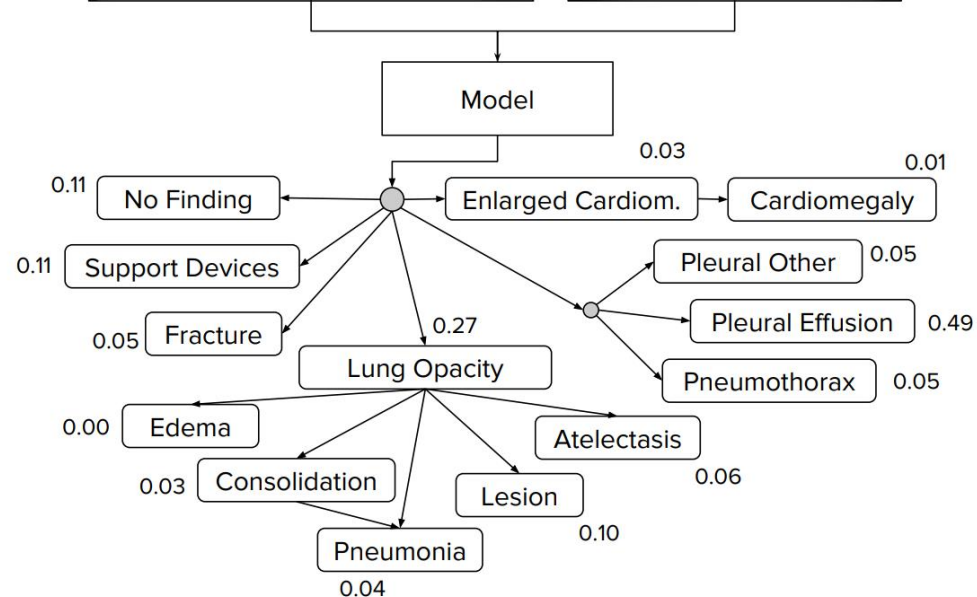 Model
0.03
0.01
0.11
No Finding
Enlarged Cardiom.
Cardiomegaly
0.11
Support Devices
Pleural Other
0.05
0.05
Fracture
0.27
Pleural Effusion
0.49
Lung Opacity
Pneumothorax
0.05
0.00
Edema
Atelectasis
0.06
0.03
Consolidation
Lesion
0.10
Pneumonia
0.04